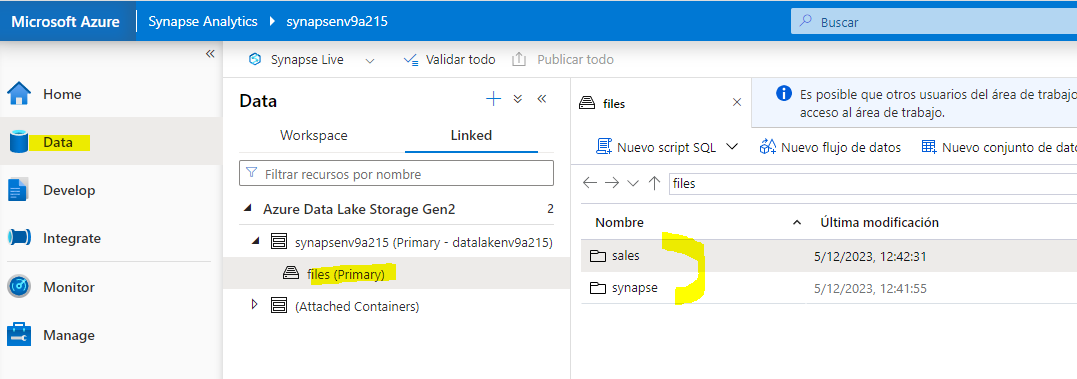 Microsoft Azure
Synapse Analytics
synapsenv9a215
Buscar
«
Home
Data
Develop
Integrate
Monitor
Manage
Synapse Live
Validar todo
Publicar todo
Data
Workspace
Linked
Filtrar recursos por nombre
Azure Data Lake Storage Gen2 2
synapsenv9a215 (Primary - datalakenv9a215)
files (Primary)
(Attached Containers)
files
Es posible que otros usuarios del área de trabajo
acceso al área de trabajo.
Nuevo script SQL
Nuevo flujo de datos
Nuevo conjunto de dato
files
Nombre Última modificación
sales 5/12/2023, 12:42:31
synapse 5/12/2023, 12:41:55